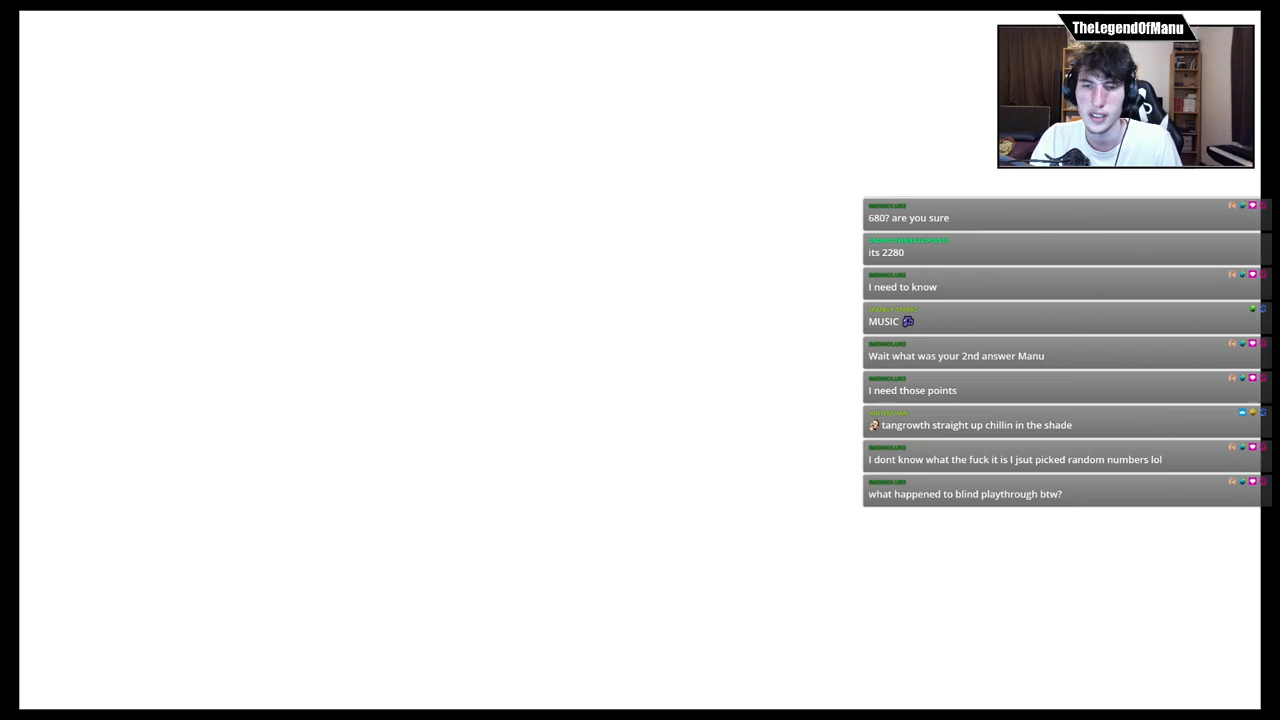 TheLegendOfManu
680? are you sure
its 2280
I need to know
SPARKLY_SPARKS
MUSIC
Wait what was your 2nd answer Manu
I need those points
NINTENCHAN
tangrowth straight up chillin in the shade
I dont know what the fuck it is I jsut picked random numbers lol
what happened to blind playthrough btw?